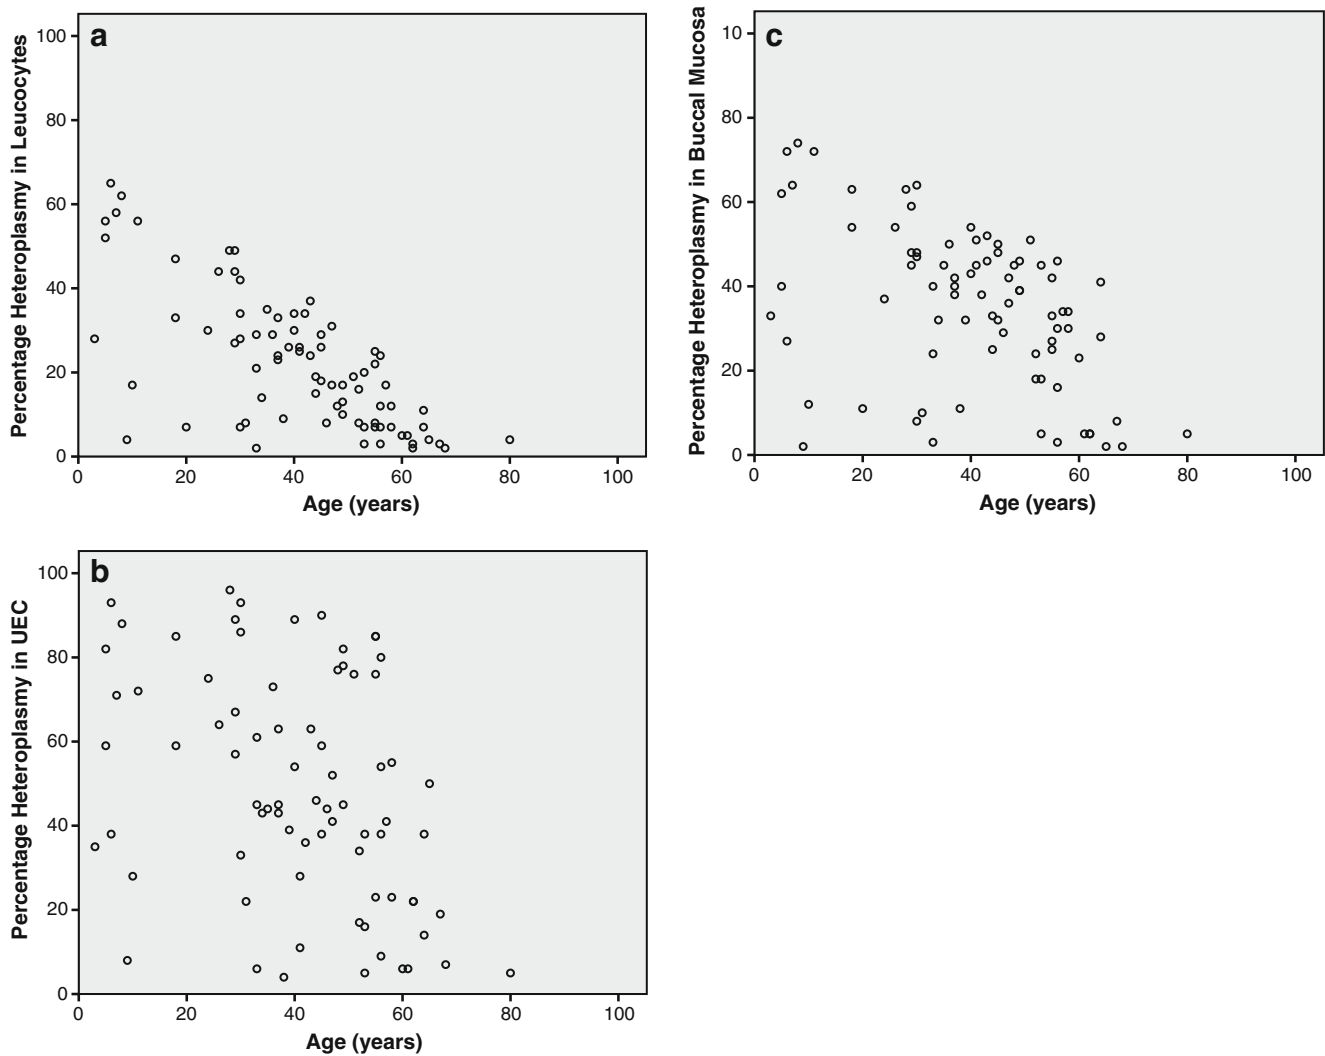 a
Percentage Heteroplasmy in Leucocytes
100
80
60
40
20
0
0 20 40 60 80 100
Age (years)
c
Percentage Heteroplasmy in Buccal Mucosa
10
80
60
40
20
0
0 20 40 60 80 100
Age (years)
b
Percentage Heteroplasmy in UEC
100
80
60
40
20
0
0 20 40 60 80 100
Age (years)